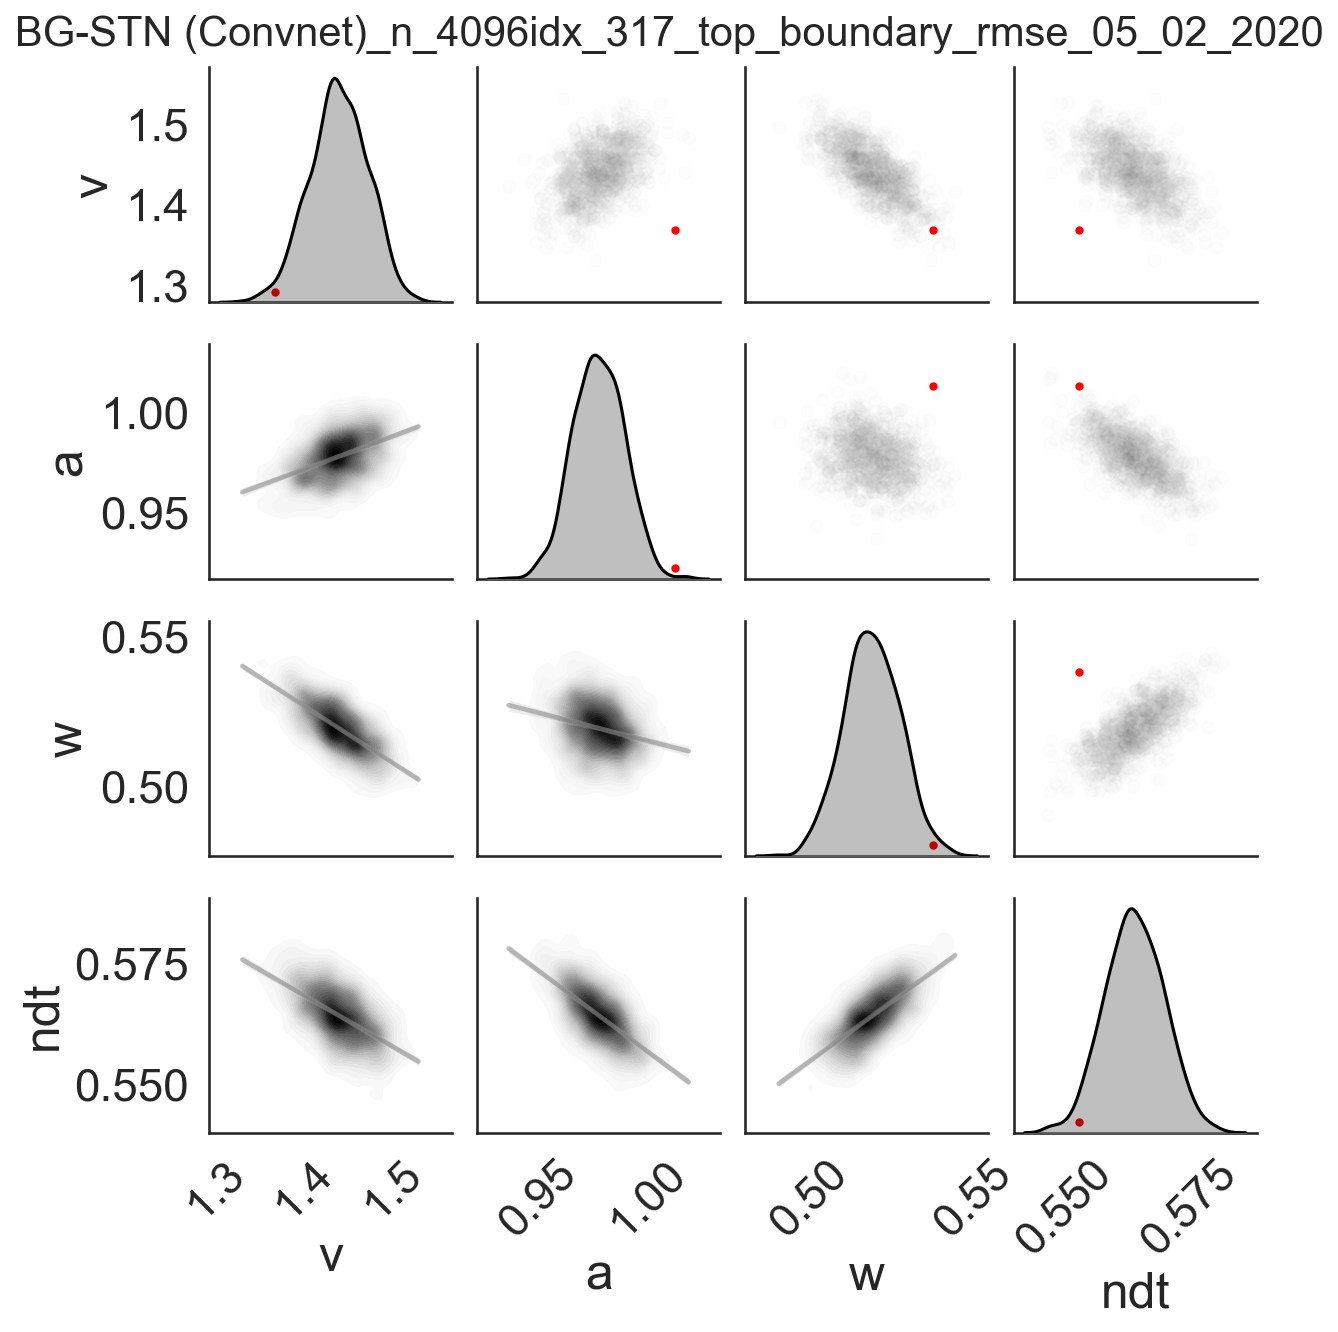 BG-STN (Convnet)_n_4096idx_317_top_boundary_rmse_05_02_2020
v
1.5
1.4
1.3
a
1.00
0.95
w
0.55
0.50
ndt
0.575
0.550
1.3 1.4 1.5
0.95 1.00
0.50 0.55
0.550 0.575
v
a
w
ndt